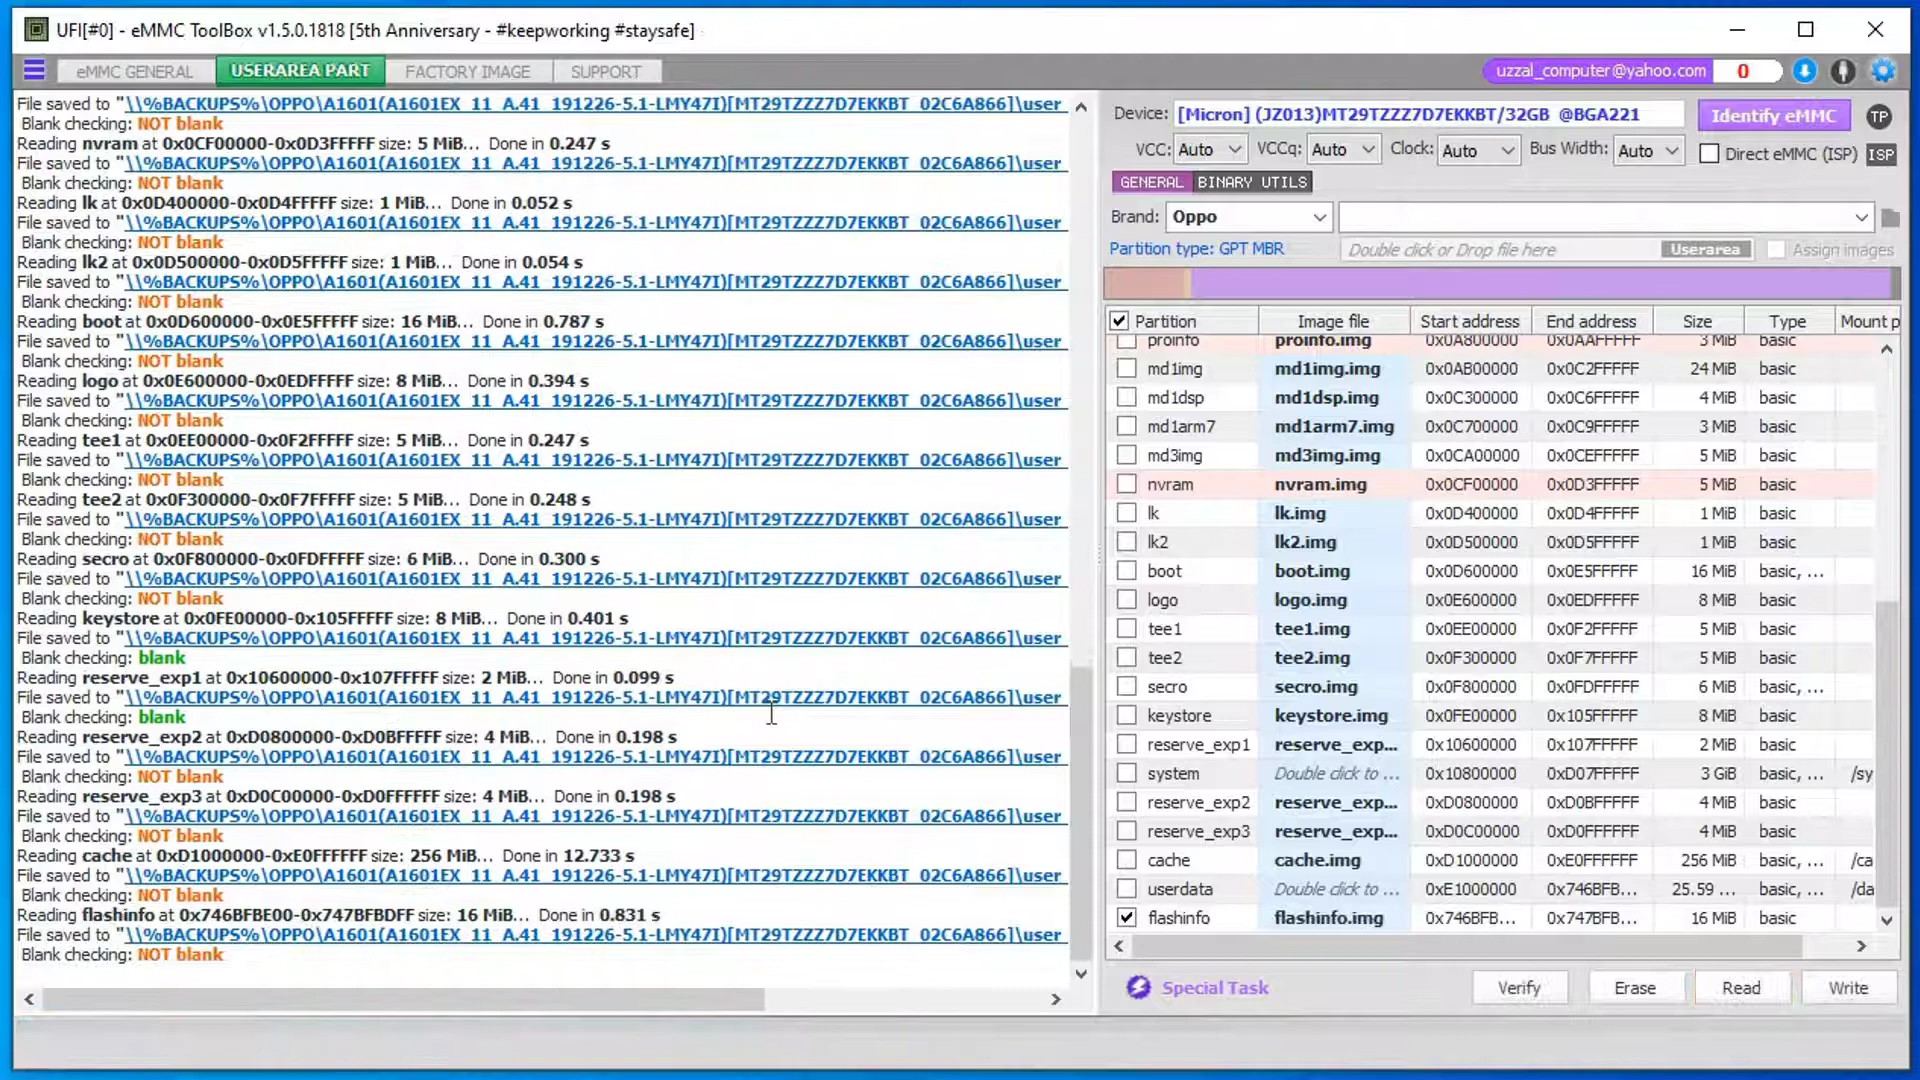 UFI[#0] - eMMC ToolBox v1.5.0.1818 [5th Anniversary - #keepworking #staysafe]
eMMC GENERAL USERAREA PART FACTORY IMAGE SUPPORT
uzzal_computer@yahoo.com 0
File saved to "\\%BACKUPS%\OPPO\A1601(A1601EX_11_A.41_191226-5.1-LMY47I)[MT29TZZZ7D7EKKBT_02C6A866]\user_
Blank checking: NOT blank
Reading nvram at 0x0CF00000-0x0D3FFFFF size: 5 MiB... Done in 0.247 s
File saved to "\\%BACKUPS%\OPPO\A1601(A1601EX_11_A.41_191226-5.1-LMY47I)[MT29TZZZ7D7EKKBT_02C6A866]\user_
Blank checking: NOT blank
Reading lk at 0x0D400000-0x0D4FFFFF size: 1 MiB... Done in 0.052 s
File saved to "\\%BACKUPS%\OPPO\A1601(A1601EX_11_A.41_191226-5.1-LMY47I)[MT29TZZZ7D7EKKBT_02C6A866]\user_
Blank checking: NOT blank
Reading lk2 at 0x0D500000-0x0D5FFFFF size: 1 MiB... Done in 0.054 s
File saved to "\\%BACKUPS%\OPPO\A1601(A1601EX_11_A.41_191226-5.1-LMY47I)[MT29TZZZ7D7EKKBT_02C6A866]\user_
Blank checking: NOT blank
Reading boot at 0x0D600000-0x0E5FFFFF size: 16 MiB... Done in 0.787 s
File saved to "\\%BACKUPS%\OPPO\A1601(A1601EX_11_A.41_191226-5.1-LMY47I)[MT29TZZZ7D7EKKBT_02C6A866]\user_
Blank checking: NOT blank
Reading logo at 0x0E600000-0x0EDFFFFF size: 8 MiB... Done in 0.394 s
File saved to "\\%BACKUPS%\OPPO\A1601(A1601EX_11_A.41_191226-5.1-LMY47I)[MT29TZZZ7D7EKKBT_02C6A866]\user_
Blank checking: NOT blank
Reading tee1 at 0x0EE00000-0x0F2FFFFF size: 5 MiB... Done in 0.247 s
File saved to "\\%BACKUPS%\OPPO\A1601(A1601EX_11_A.41_191226-5.1-LMY47I)[MT29TZZZ7D7EKKBT_02C6A866]\user_
Blank checking: NOT blank
Reading tee2 at 0x0F300000-0x0F7FFFFF size: 5 MiB... Done in 0.248 s
File saved to "\\%BACKUPS%\OPPO\A1601(A1601EX_11_A.41_191226-5.1-LMY47I)[MT29TZZZ7D7EKKBT_02C6A866]\user_
Blank checking: NOT blank
Reading secro at 0x0F800000-0x0FDFFFFF size: 6 MiB... Done in 0.300 s
File saved to "\\%BACKUPS%\OPPO\A1601(A1601EX_11_A.41_191226-5.1-LMY47I)[MT29TZZZ7D7EKKBT_02C6A866]\user_
Blank checking: NOT blank
Reading keystore at 0x0FE00000-0x105FFFFF size: 8 MiB... Done in 0.401 s
File saved to "\\%BACKUPS%\OPPO\A1601(A1601EX_11_A.41_191226-5.1-LMY47I)[MT29TZZZ7D7EKKBT_02C6A866]\user_
Blank checking: blank
Reading reserve_exp1 at 0x10600000-0x107FFFFF size: 2 MiB... Done in 0.099 s
File saved to "\\%BACKUPS%\OPPO\A1601(A1601EX_11_A.41_191226-5.1-LMY47I)[MT29TZZZ7D7EKKBT_02C6A866]\user_
Blank checking: blank
Reading reserve_exp2 at 0xD0800000-0xD0BFFFFF size: 4 MiB... Done in 0.198 s
File saved to "\\%BACKUPS%\OPPO\A1601(A1601EX_11_A.41_191226-5.1-LMY47I)[MT29TZZZ7D7EKKBT_02C6A866]\user_
Blank checking: NOT blank
Reading reserve_exp3 at 0xD0C00000-0xD0FFFFFF size: 4 MiB... Done in 0.198 s
File saved to "\\%BACKUPS%\OPPO\A1601(A1601EX_11_A.41_191226-5.1-LMY47I)[MT29TZZZ7D7EKKBT_02C6A866]\user_
Blank checking: NOT blank
Reading cache at 0xD1000000-0xE0FFFFFF size: 256 MiB... Done in 12.733 s
File saved to "\\%BACKUPS%\OPPO\A1601(A1601EX_11_A.41_191226-5.1-LMY47I)[MT29TZZZ7D7EKKBT_02C6A866]\user_
Blank checking: NOT blank
Reading flashinfo at 0x746BFBE00-0x747BFBDFF size: 16 MiB... Done in 0.831 s
File saved to "\\%BACKUPS%\OPPO\A1601(A1601EX_11_A.41_191226-5.1-LMY47I)[MT29TZZZ7D7EKKBT_02C6A866]\user_
Blank checking: NOT blank
Device: [Micron] (JZ013)MT29TZZZ7D7EKKBT/32GB @BGA221 Identify eMMC TP
VCC: Auto VCCq: Auto Clock: Auto Bus Width: Auto Direct eMMC (ISP) ISP
GENERAL BINARY UTILS
Brand: Oppo
Partition type: GPT MBR Double click or Drop file here Userarea Assign images
Partition Image file Start address End address Size Type Mount p
proinfo proinfo.img 0x0A800000 0x0AAFFFFF 3 MiB basic
md1img md1img.img 0x0AB00000 0x0C2FFFFF 24 MiB basic
md1dsp md1dsp.img 0x0C300000 0x0C6FFFFF 4 MiB basic
md1arm7 md1arm7.img 0x0C700000 0x0C9FFFFF 3 MiB basic
md3img md3img.img 0x0CA00000 0x0CEFFFFF 5 MiB basic
nvram nvram.img 0x0CF00000 0x0D3FFFFF 5 MiB basic
lk lk.img 0x0D400000 0x0D4FFFFF 1 MiB basic
lk2 lk2.img 0x0D500000 0x0D5FFFFF 1 MiB basic
boot boot.img 0x0D600000 0x0E5FFFFF 16 MiB basic, ...
logo logo.img 0x0E600000 0x0EDFFFFF 8 MiB basic
tee1 tee1.img 0x0EE00000 0x0F2FFFFF 5 MiB basic
tee2 tee2.img 0x0F300000 0x0F7FFFFF 5 MiB basic
secro secro.img 0x0F800000 0x0FDFFFFF 6 MiB basic, ...
keystore keystore.img 0x0FE00000 0x105FFFFF 8 MiB basic
reserve_exp1 reserve_exp... 0x10600000 0x107FFFFF 2 MiB basic
system Double click to ... 0x10800000 0xD07FFFFF 3 GiB basic, ... /sy
reserve_exp2 reserve_exp... 0xD0800000 0xD0BFFFFF 4 MiB basic
reserve_exp3 reserve_exp... 0xD0C00000 0xD0FFFFFF 4 MiB basic
cache cache.img 0xD1000000 0xE0FFFFFF 256 MiB basic, ... /ca
userdata Double click to ... 0xE1000000 0x746BFB... 25.59 ... basic, ... /da
flashinfo flashinfo.img 0x746BFB... 0x747BFB... 16 MiB basic
Special Task Verify Erase Read Write